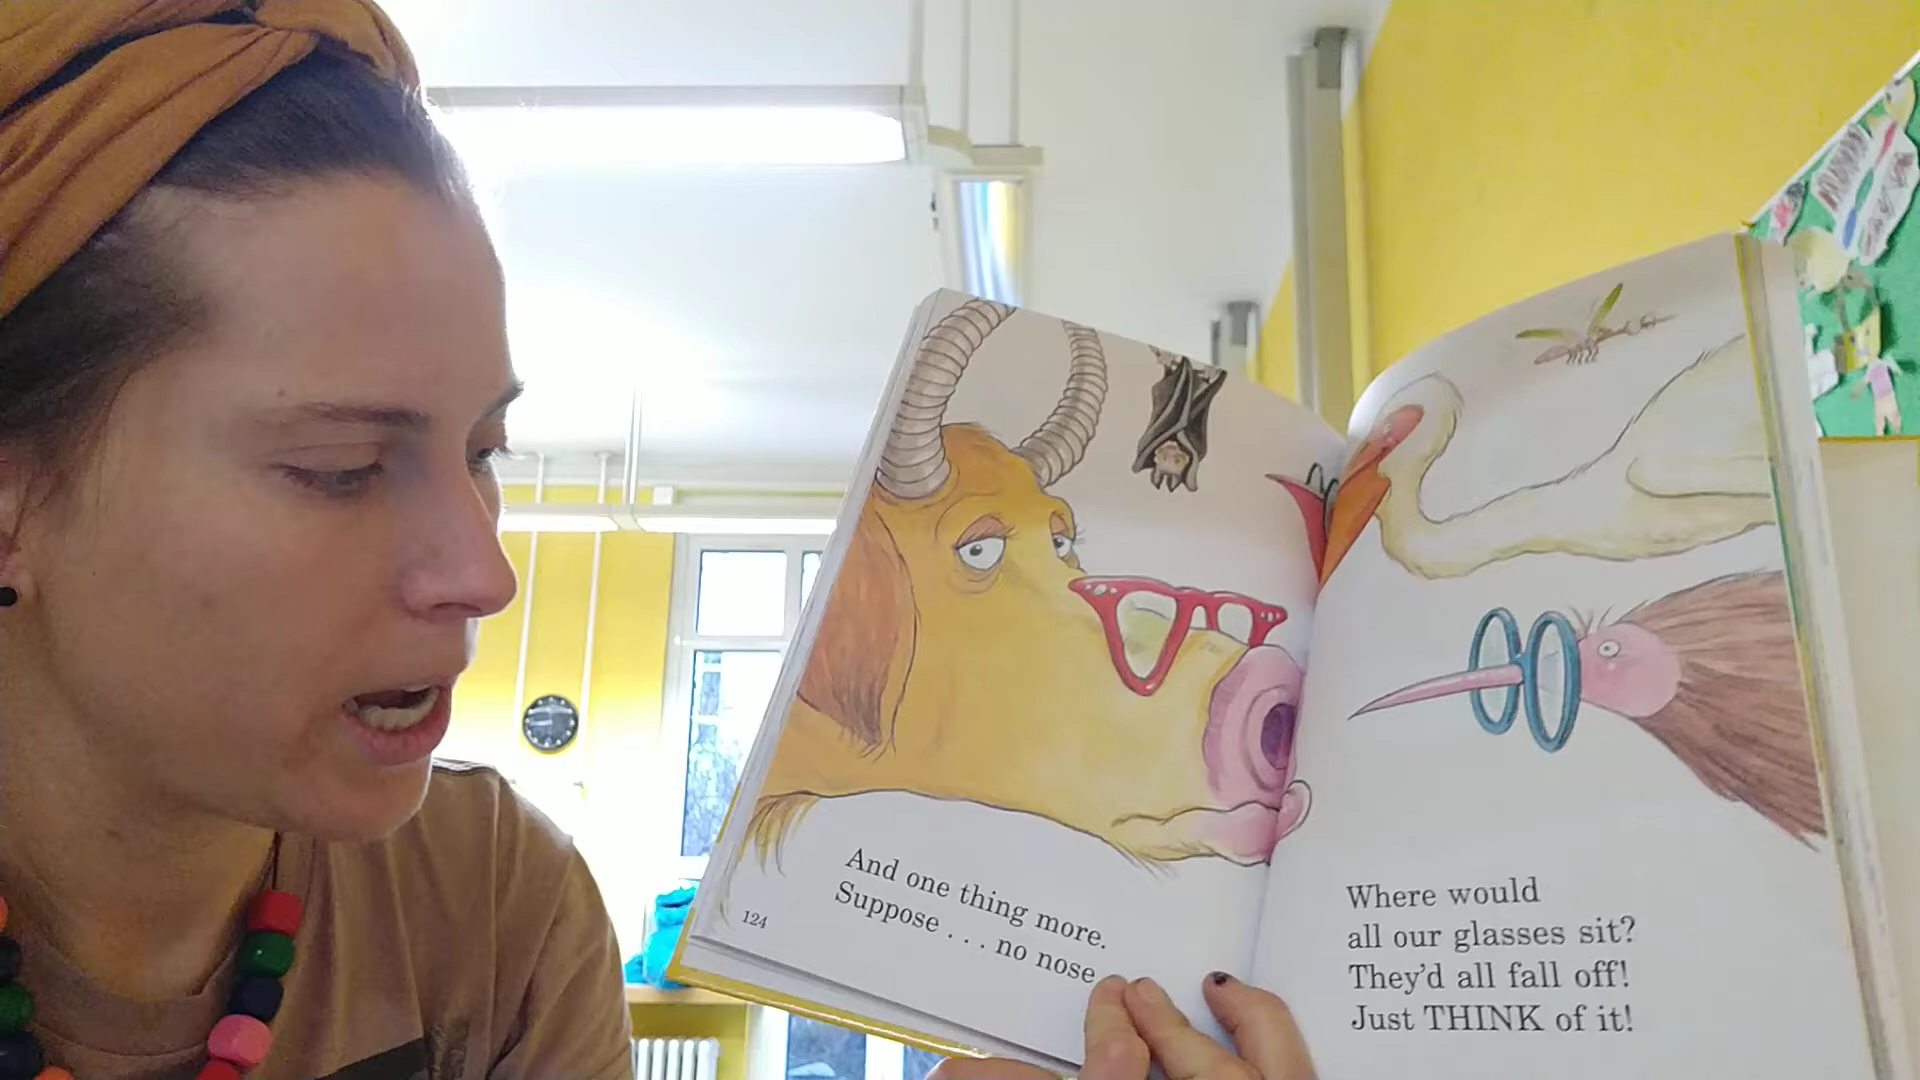 And one thing more.
Suppose . . . no nose
124
Where would
all our glasses sit?
They'd all fall off!
Just THINK of it!